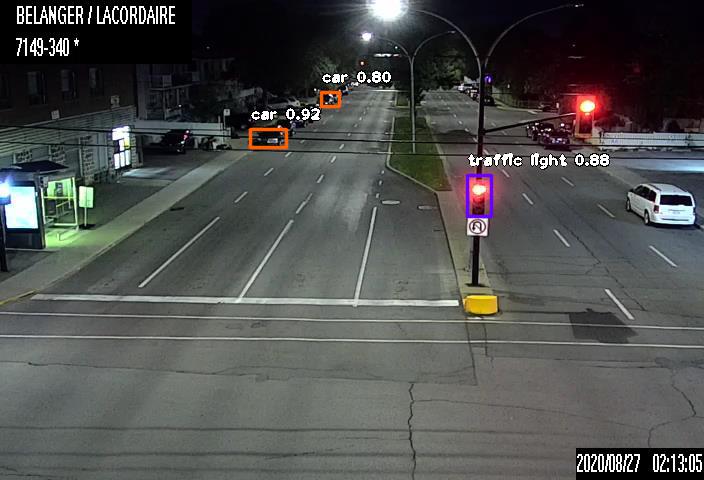 BELANGER / LACORDAIRE
7149-340 *
car 0.80
car 0.92
traffic light 0.88
2020/08/27 02:13:05